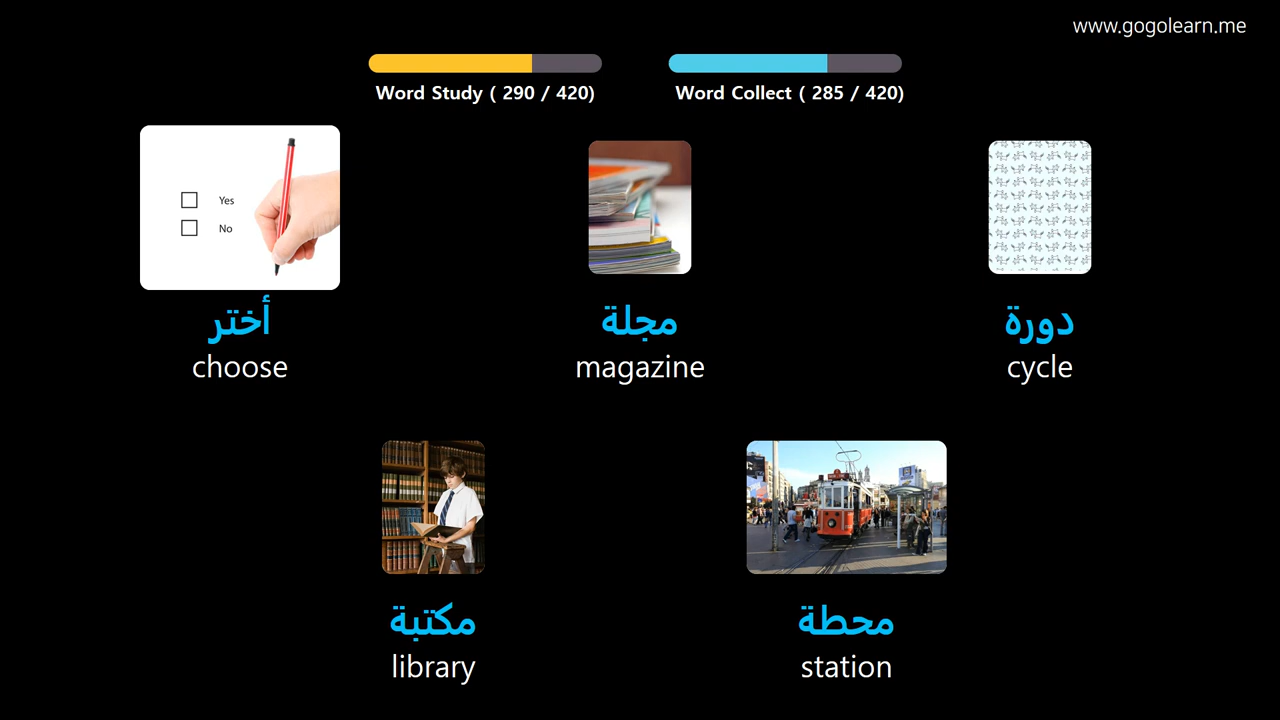 www.gogolearn.me
Word Study ( 290 / 420)
Word Collect ( 285 / 420)
Yes
No
أختر
choose
مجلة
magazine
دورة
cycle
مكتبة
library
محطة
station